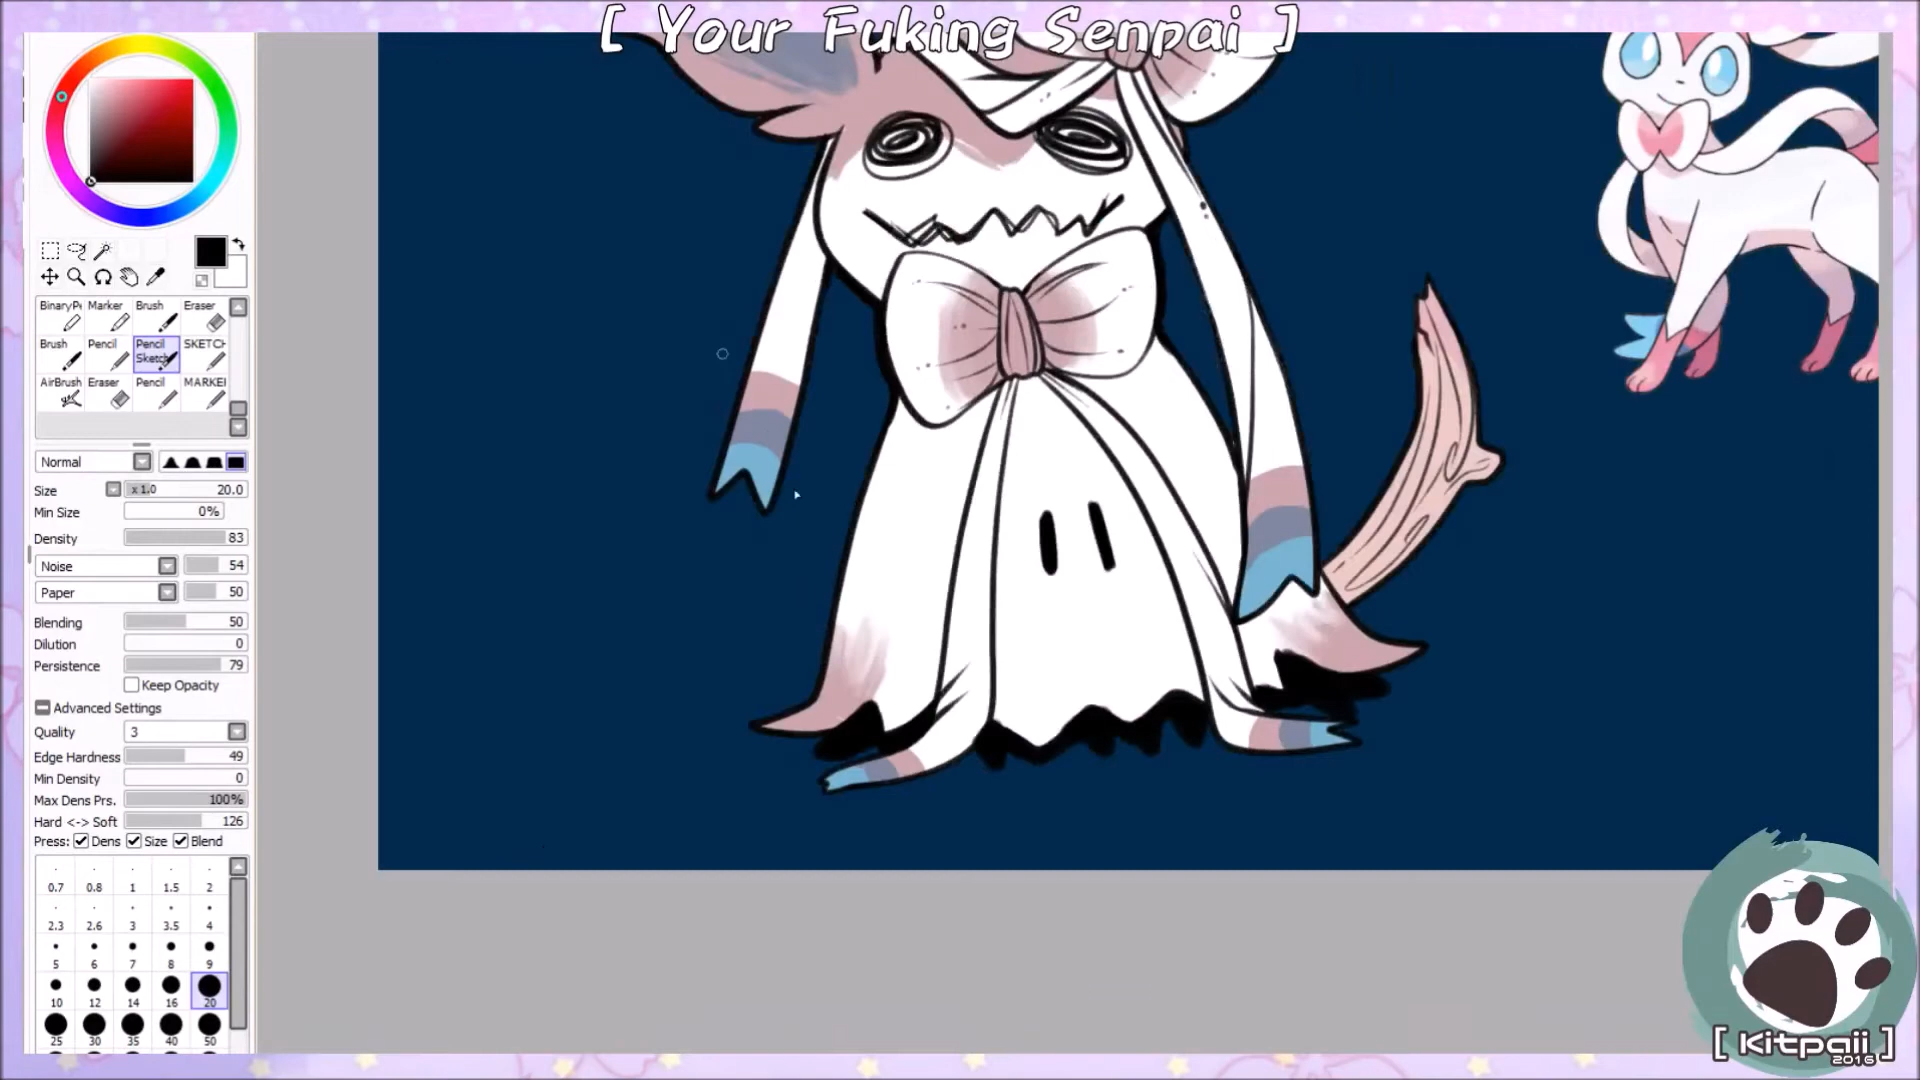 [ Your Fuking Senpai ]
BinaryPe Marker Brush Eraser
Brush Pencil Pencil Sketch SKETCH
AirBrush Eraser Pencil MARKER
Normal
Size x 1.0 20.0
Min Size 0%
Density 83
Noise 54
Paper 50
Blending 50
Dilution 0
Persistence 79
Keep Opacity
Advanced Settings
Quality 3
Edge Hardness 49
Min Density 0
Max Dens Prs. 100%
Hard <-> Soft 126
Press: Dens Size Blend
0.7 0.8 1 1.5 2
2.3 2.6 3 3.5 4
5 6 7 8 9
10 12 14 16 20
25 30 35 40 50
[ Kitpaii ]
2016